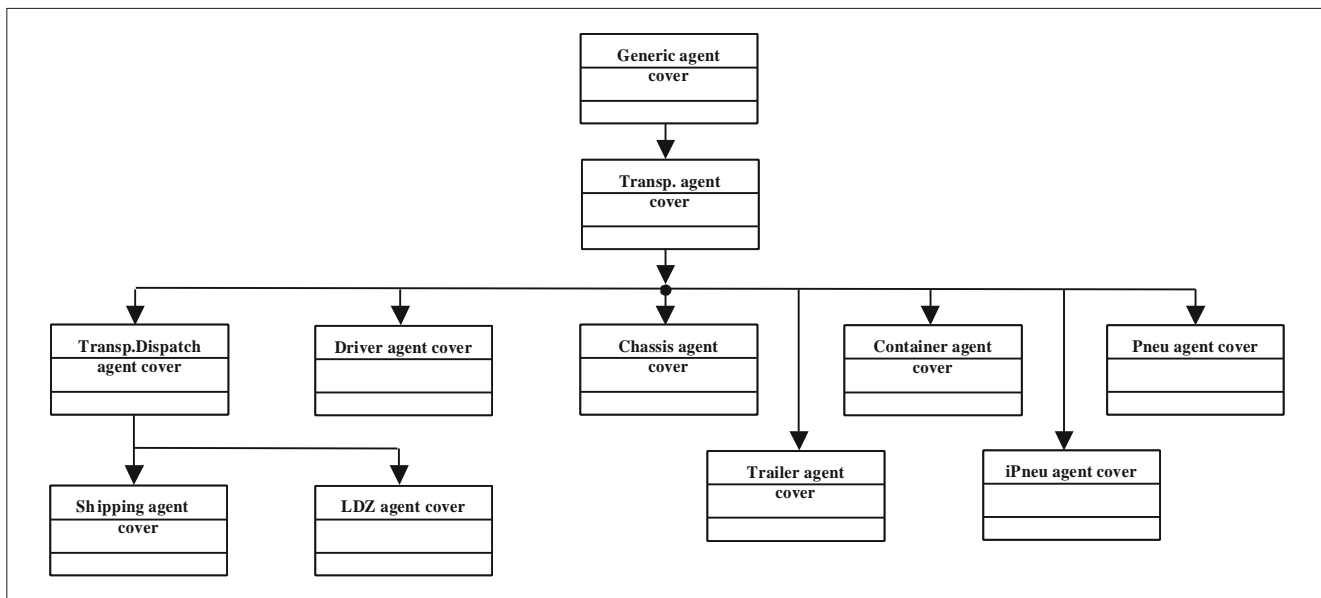 Generic agent
cover
Transp. agent
cover
Transp.Dispatch
agent cover
Driver agent cover
Chassis agent
cover
Container agent
cover
Pneu agent cover
Trailer agent
cover
iPneu agent cover
Shipping agent
cover
LDZ agent cover